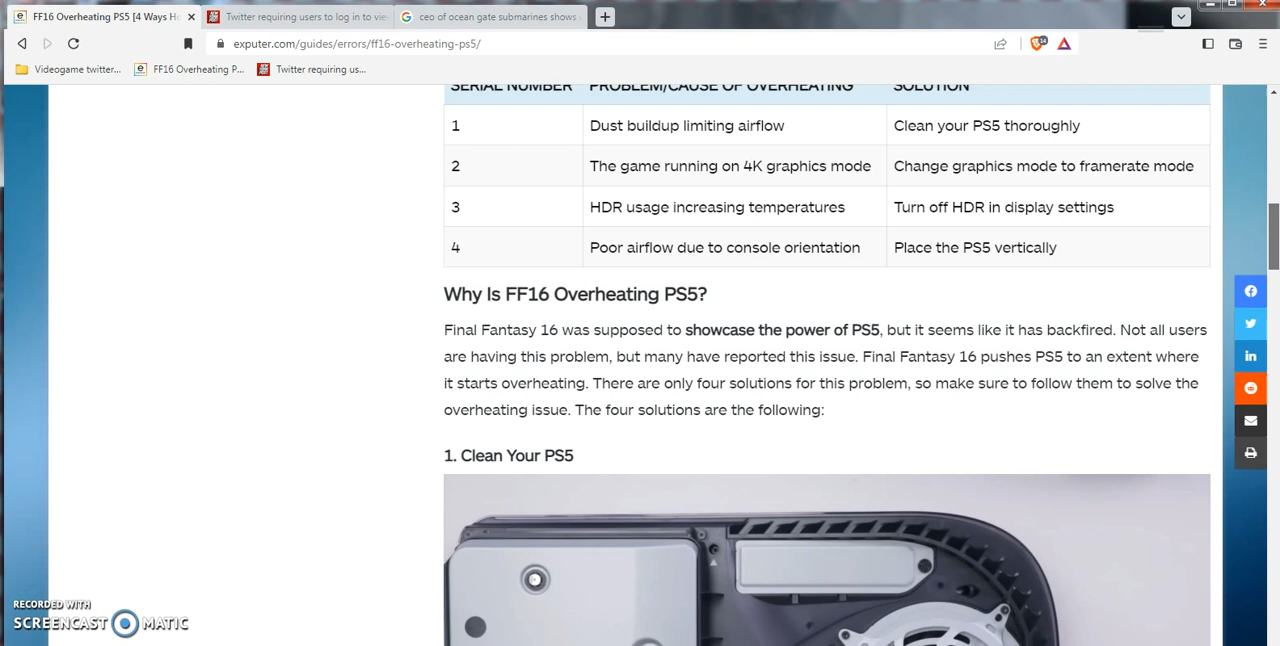 FF16 Overheating PS5 [4 Ways Ho
Twitter requiring users to log in to vie
ceo of ocean gate submarines shows
exputer.com/guides/errors/ff16-overheating-ps5/
Videogame twitter...
FF16 Overheating P...
Twitter requiring us...
SERIAL NUMBER PROBLEM/CAUSE OF OVERHEATING SOLUTION
1 Dust buildup limiting airflow Clean your PS5 thoroughly
2 The game running on 4K graphics mode Change graphics mode to framerate mode
3 HDR usage increasing temperatures Turn off HDR in display settings
4 Poor airflow due to console orientation Place the PS5 vertically
Why Is FF16 Overheating PS5?
Final Fantasy 16 was supposed to showcase the power of PS5, but it seems like it has backfired. Not all users
are having this problem, but many have reported this issue. Final Fantasy 16 pushes PS5 to an extent where
it starts overheating. There are only four solutions for this problem, so make sure to follow them to solve the
overheating issue. The four solutions are the following:
1. Clean Your PS5
RECORDED WITH
SCREENCAST MATIC